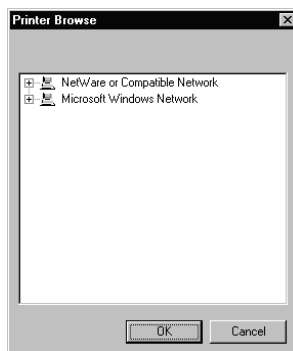 Printer Browse
NetWare or Compatible Network
Microsoft Windows Network
OK
Cancel